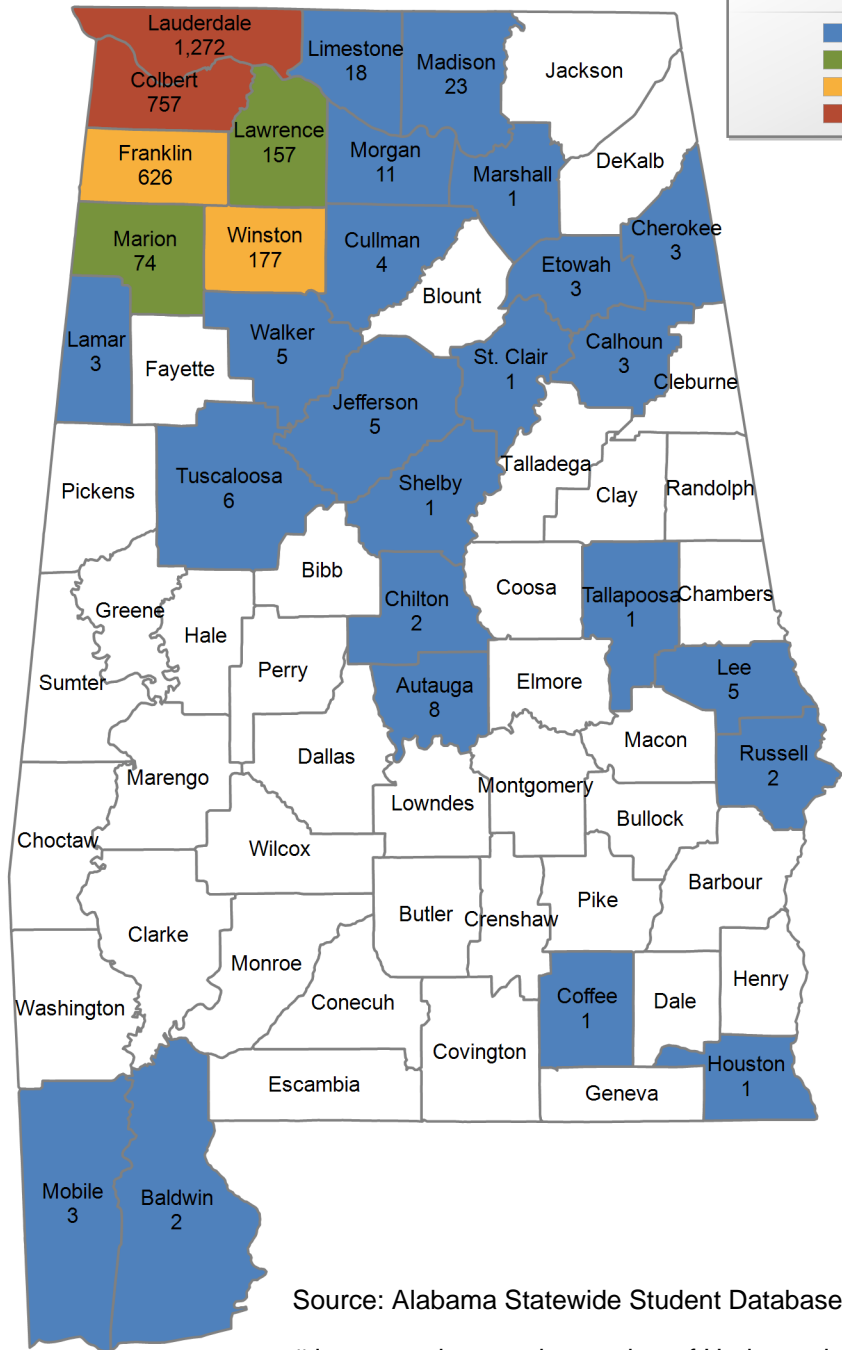 Lauderdale
1,272
Limestone
18
Madison
23
Jackson
Colbert
757
Lawrence
157
Franklin
626
Morgan
11
Marshall
1
DeKalb
Marion
74
Winston
177
Cullman
4
Cherokee
3
Etowah
3
Blount
Lamar
3
Fayette
Walker
5
St. Clair
1
Calhoun
3
Cleburne
Jefferson
5
Pickens
Tuscaloosa
6
Shelby
1
Talladega
Clay
Randolph
Bibb
Chilton
2
Coosa
Tallapoosa
1
Chambers
Greene
Hale
Perry
Sumter
Autauga
8
Elmore
Lee
5
Marengo
Dallas
Lowndes
Montgomery
Macon
Russell
2
Bullock
Choctaw
Wilcox
Clarke
Butler
Crenshaw
Pike
Barbour
Monroe
Washington
Conecuh
Covington
Coffee
1
Dale
Henry
Escambia
Geneva
Houston
1
Mobile
3
Baldwin
2
Source: Alabama Statewide Student Database